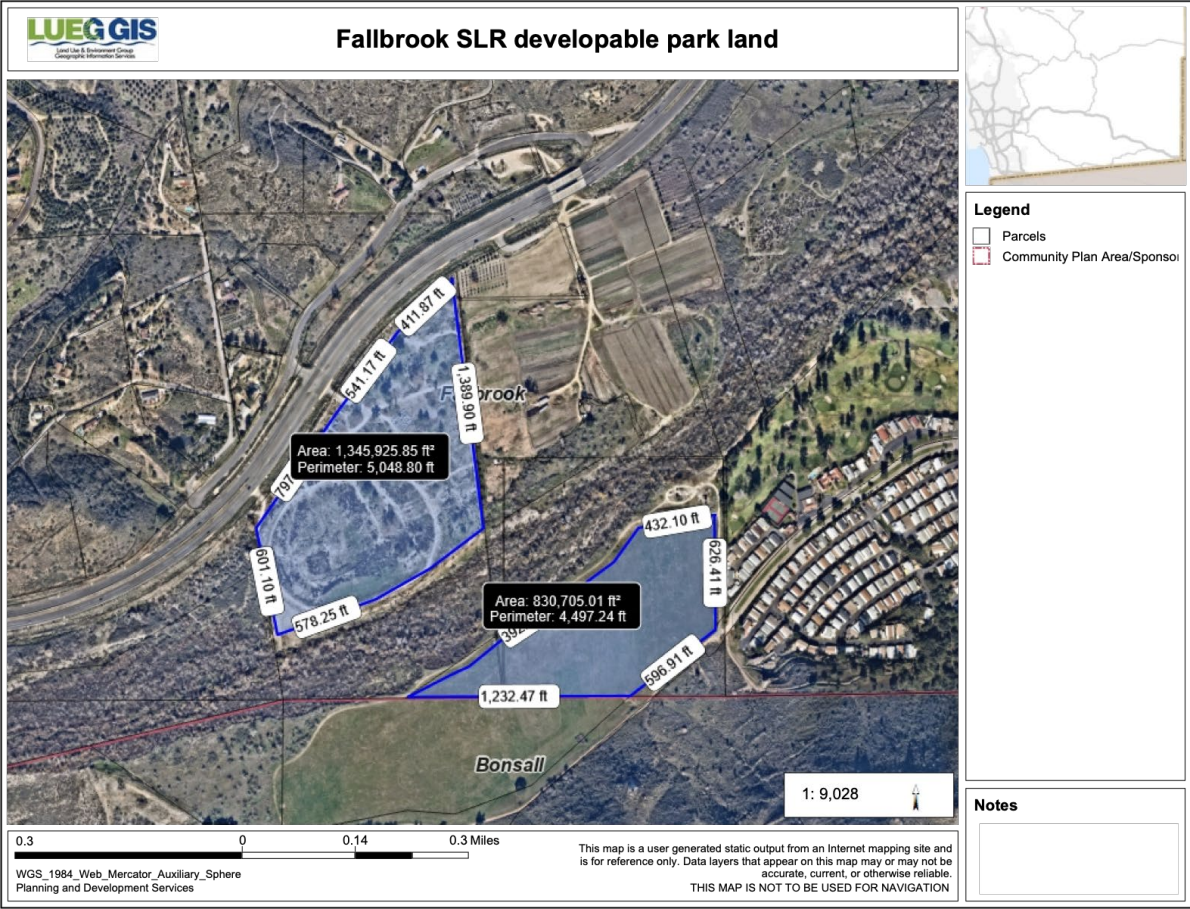 LUEG GIS
Land Use & Environment Group
Geographic Information Services
Fallbrook SLR developable park land
411.87 ft
541.17 ft
1,389.90 ft
Area: 1,345,925.85 ft²
Perimeter: 5,048.80 ft
797
601.10 ft
578.25 ft
432.10 ft
626.41 ft
Area: 830,705.01 ft²
Perimeter: 4,497.24 ft
392
596.91 ft
1,232.47 ft
Bonsall
1: 9,028
Legend
Parcels
Community Plan Area/Sponso
Notes
0.3
0
0.14
0.3 Miles
WGS_1984_Web_Mercator_Auxiliary_Sphere
Planning and Development Services
This map is a user generated static output from an Internet mapping site and
is for reference only. Data layers that appear on this map may or may not be
accurate, current, or otherwise reliable.
THIS MAP IS NOT TO BE USED FOR NAVIGATION